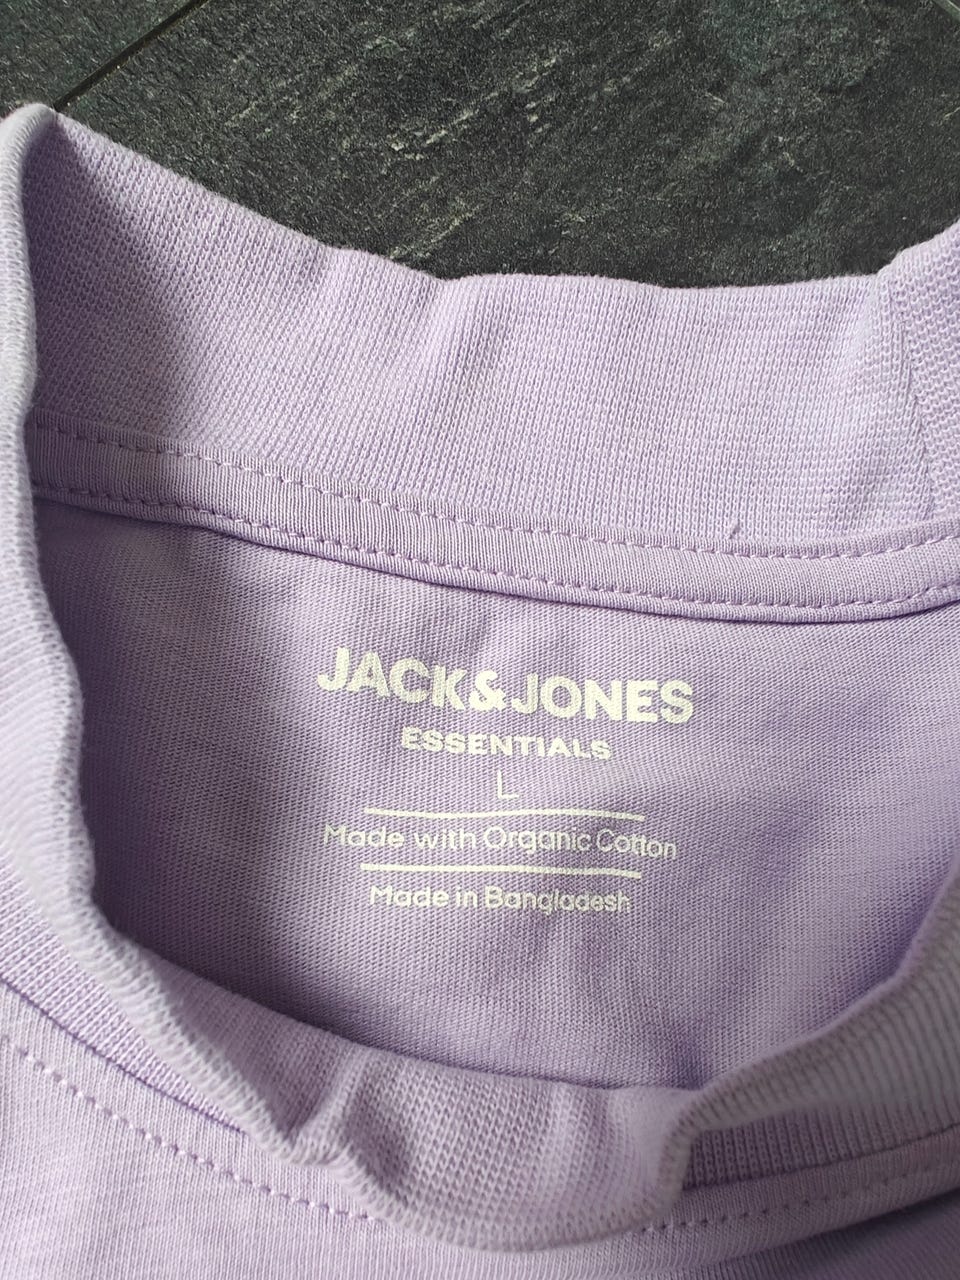 JACK&JONES
ESSENTIALS
L
Made with Organic Cotton
Made in Bangladesh